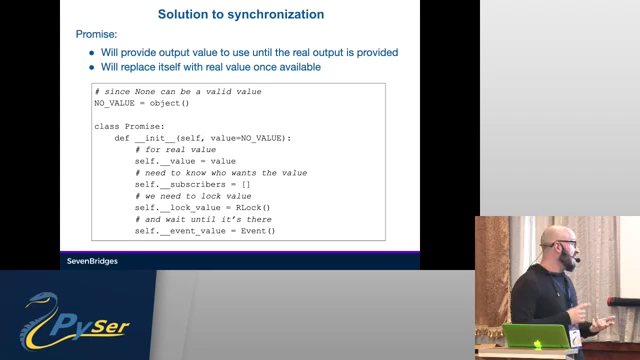 Solution to synchronization
Promise:
● Will provide output value to use until the real output is provided
● Will replace itself with real value once available
# since None can be a valid value
NO_VALUE = object()
class Promise:
def __init__(self, value=NO_VALUE):
# for real value
self.__value = value
# need to know who wants the value
self.__subscribers = []
# we need to lock value
self.__lock_value = RLock()
# and wait until it's there
self.__event_value = Event()
SevenBridges
PySer